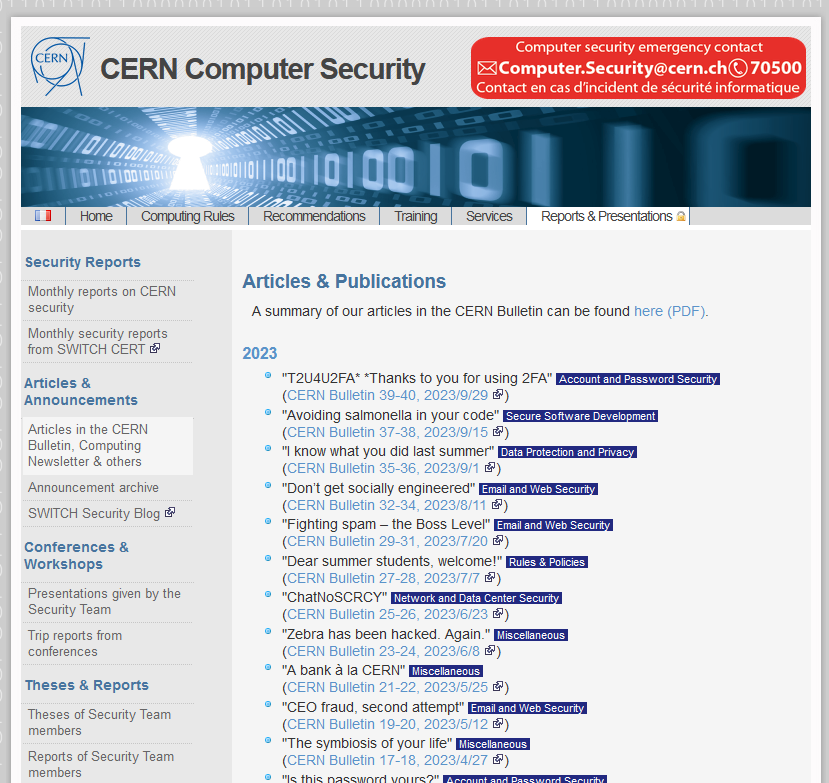 CERN
CERN Computer Security
Computer security emergency contact
Computer.Security@cern.ch 70500
Contact en cas d'incident de sécurité informatique
Home Computing Rules Recommendations Training Services Reports & Presentations
Security Reports
Monthly reports on CERN
security
Monthly security reports
from SWITCH CERT
Articles &
Announcements
Articles in the CERN
Bulletin, Computing
Newsletter & others
Announcement archive
SWITCH Security Blog
Conferences &
Workshops
Presentations given by the
Security Team
Trip reports from
conferences
Theses & Reports
Theses of Security Team
members
Reports of Security Team
members
Articles & Publications
A summary of our articles in the CERN Bulletin can be found here (PDF).
2023
"T2U4U2FA* *Thanks to you for using 2FA" Account and Password Security
(CERN Bulletin 39-40, 2023/9/29)
"Avoiding salmonella in your code" Secure Software Development
(CERN Bulletin 37-38, 2023/9/15)
"I know what you did last summer" Data Protection and Privacy
(CERN Bulletin 35-36, 2023/9/1)
"Don't get socially engineered" Email and Web Security
(CERN Bulletin 32-34, 2023/8/11)
"Fighting spam – the Boss Level" Email and Web Security
(CERN Bulletin 29-31, 2023/7/20)
"Dear summer students, welcome!" Rules & Policies
(CERN Bulletin 27-28, 2023/7/7)
"ChatNoSCRCY" Network and Data Center Security
(CERN Bulletin 25-26, 2023/6/23)
"Zebra has been hacked. Again." Miscellaneous
(CERN Bulletin 23-24, 2023/6/8)
"A bank à la CERN" Miscellaneous
(CERN Bulletin 21-22, 2023/5/25)
"CEO fraud, second attempt" Email and Web Security
(CERN Bulletin 19-20, 2023/5/12)
"The symbiosis of your life" Miscellaneous
(CERN Bulletin 17-18, 2023/4/27)
"Is this password yours?" Account and Password Security